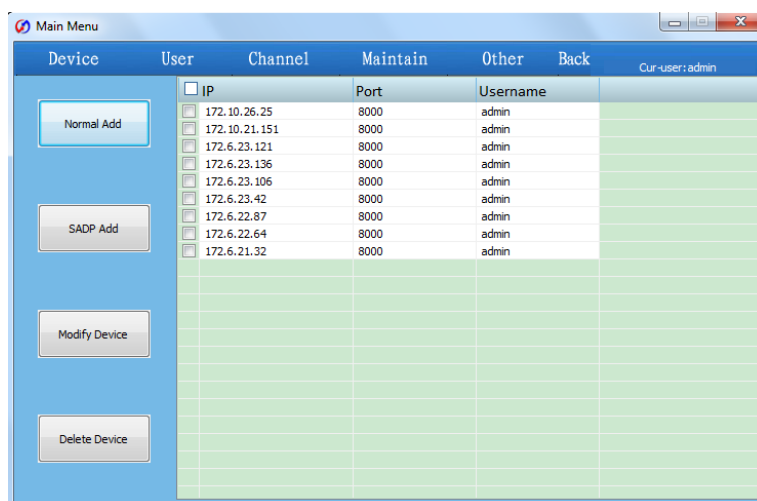 Main Menu
Device User Channel Maintain Other Back Cur-user: admin
IP Port Username
Normal Add
SADP Add
Modify Device
Delete Device
172.10.26.25 8000 admin
172.10.21.151 8000 admin
172.6.23.121 8000 admin
172.6.23.136 8000 admin
172.6.23.106 8000 admin
172.6.23.42 8000 admin
172.6.22.87 8000 admin
172.6.22.64 8000 admin
172.6.21.32 8000 admin